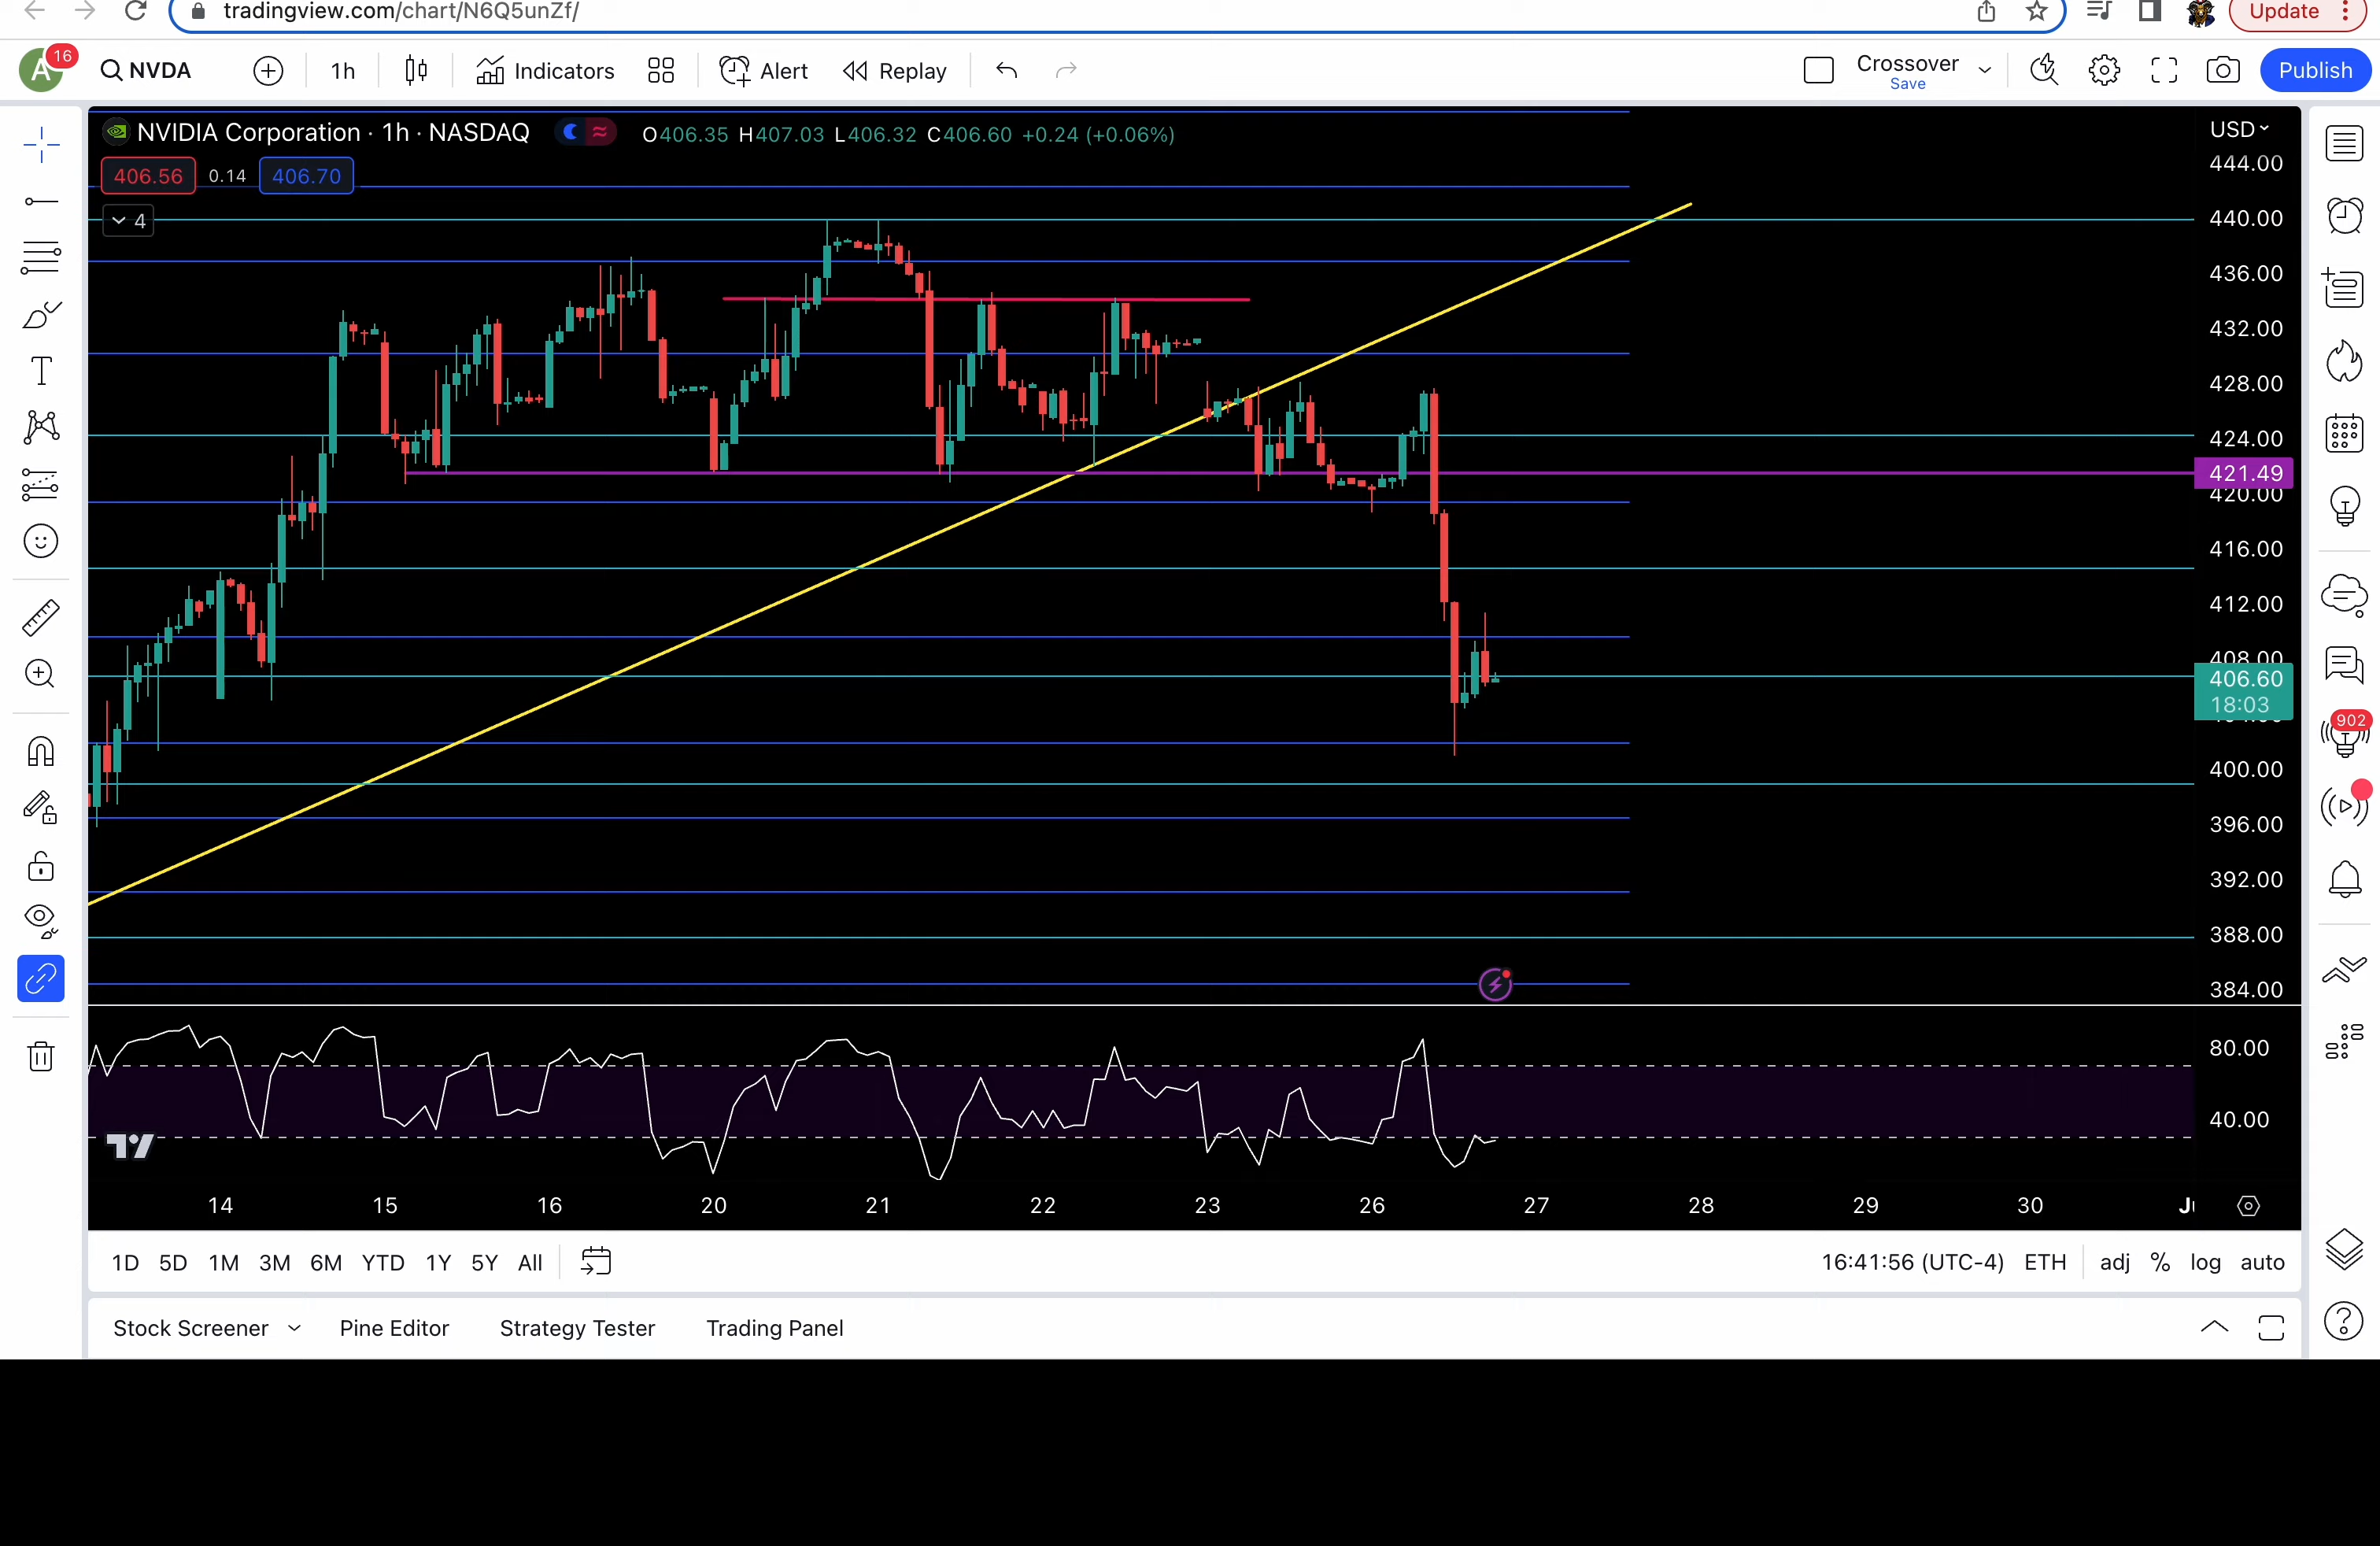 tradingview.com/chart/N6Q5unZf/
Update
A 16
NVDA
1h
Indicators
Alert
Replay
Crossover
Save
Publish
NVIDIA Corporation · 1h · NASDAQ
O406.35 H407.03 L406.32 C406.60 +0.24 (+0.06%)
USD
406.56 0.14 406.70
4
444.00
440.00
436.00
432.00
428.00
424.00
421.49
420.00
416.00
412.00
408.00
406.60
18:03
400.00
396.00
392.00
388.00
384.00
80.00
40.00
902
14 15 16 20 21 22 23 26 27 28 29 30
1D 5D 1M 3M 6M YTD 1Y 5Y All
16:41:56 (UTC-4) ETH adj % log auto
Stock Screener Pine Editor Strategy Tester Trading Panel